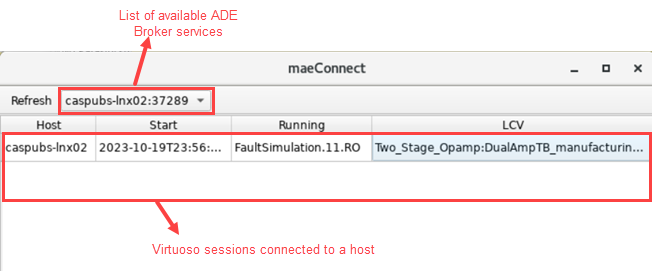 List of available ADE
Broker services
maeConnect
Refresh caspubs-lnx02:37289
Host Start Running LCV
caspubs-lnx02 2023-10-19T23:56:... FaultSimulation.11.RO Two_Stage_Opamp:DualAmpTB_manufacturin...
Virtuoso sessions connected to a host